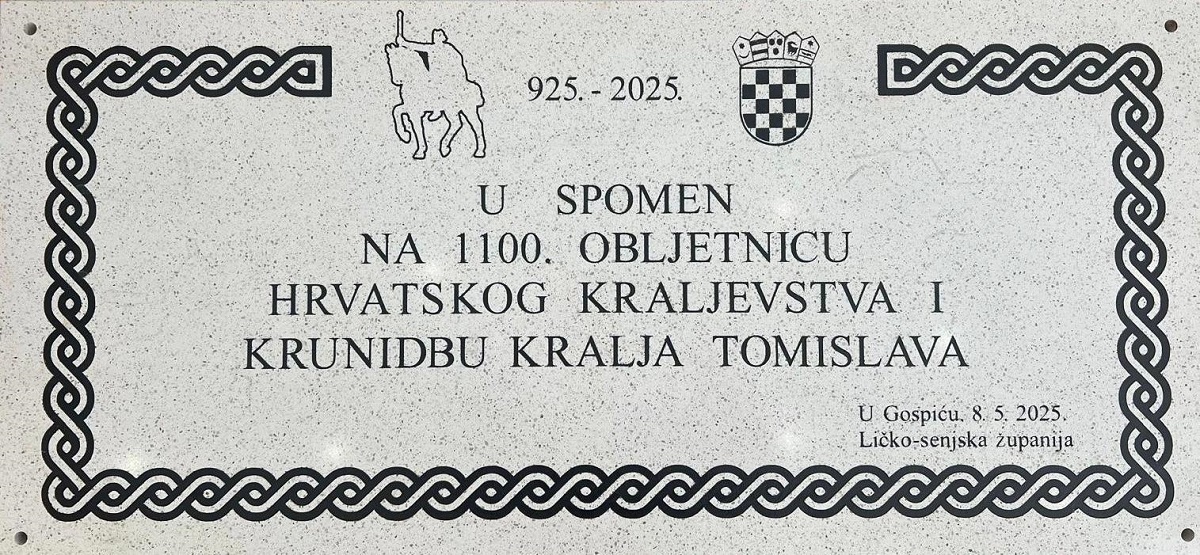 925. - 2025.
U SPOMEN
NA 1100. OBLJETNICU
HRVATSKOG KRALJEVSTVA I
KRUNIDBU KRALJA TOMISLAVA
U Gospiću, 8. 5. 2025.
Ličko-senjska županija